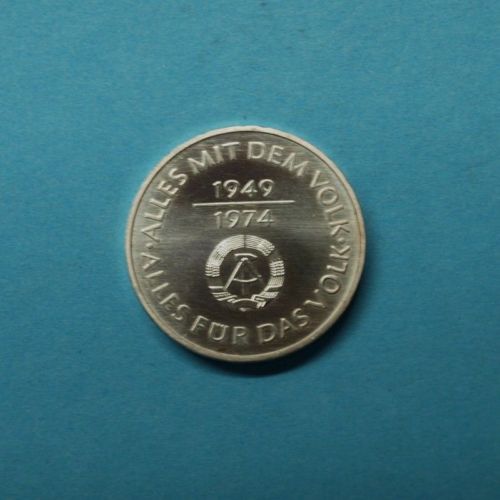 ·ALLES MIT DEM VOLK·
1949
1974
ALLES FÜR DAS VOLK